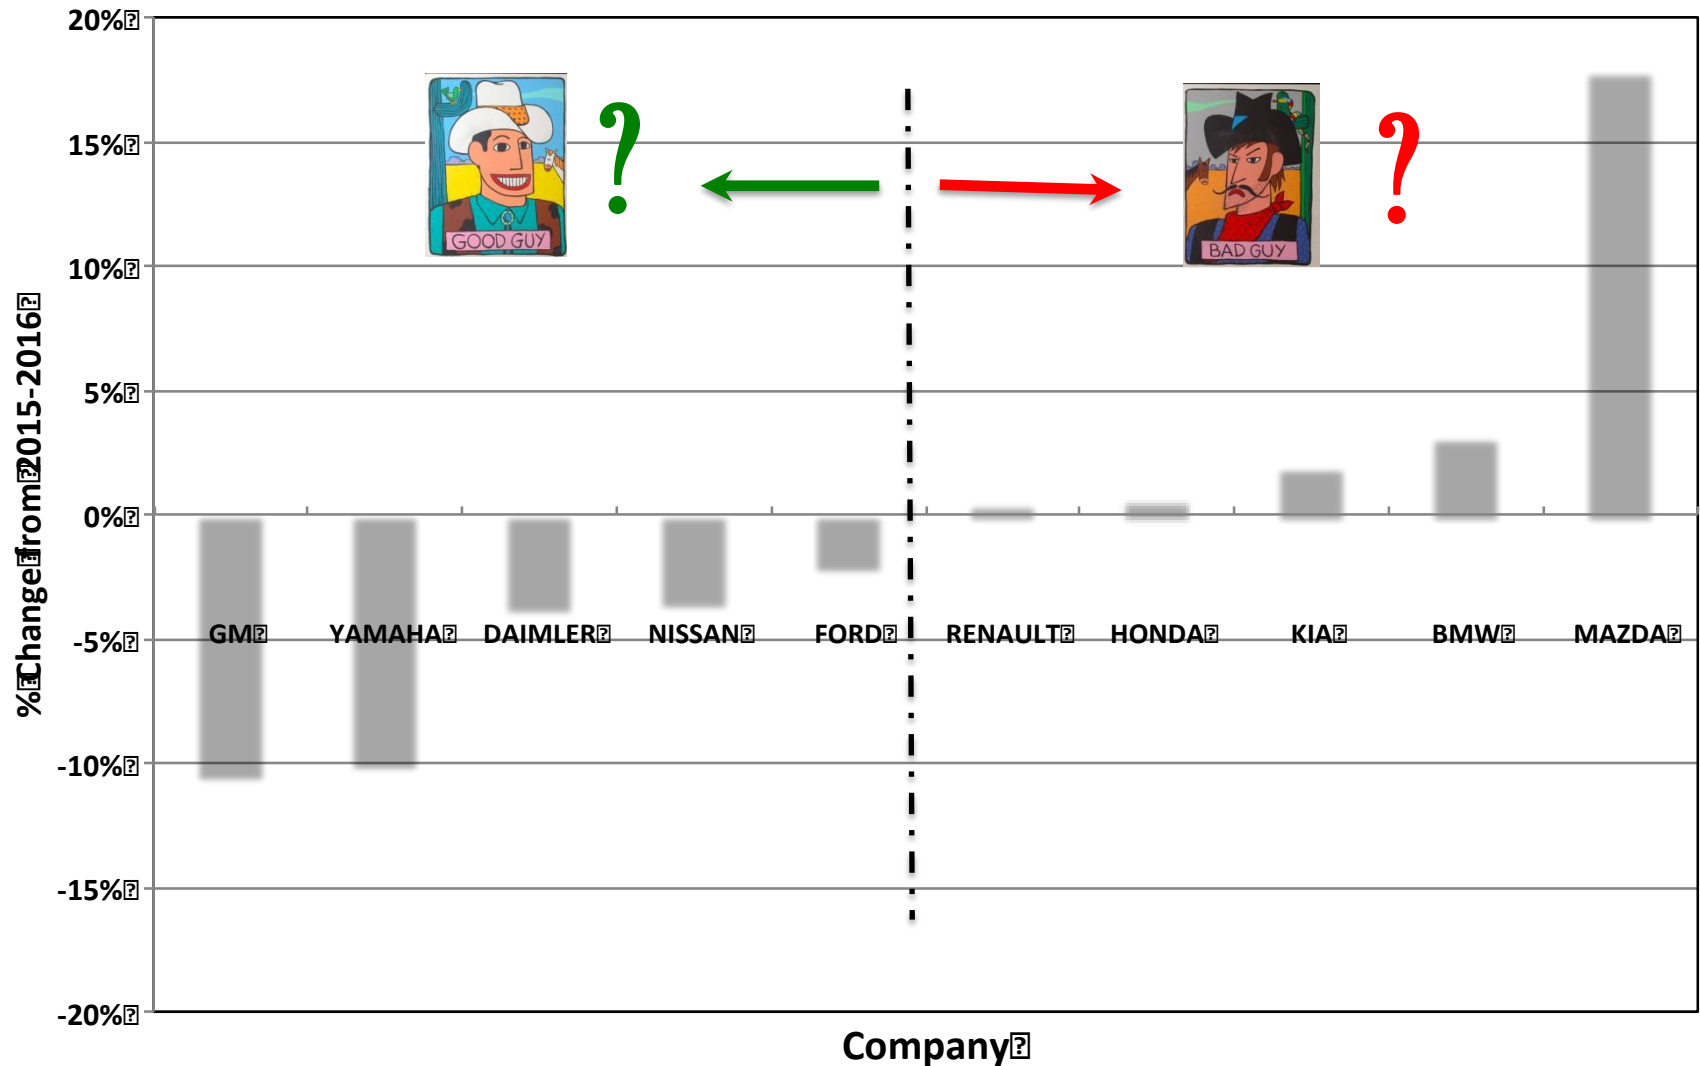 20%
15%
10%
5%
0%
-5%
-10%
-15%
-20%
% Change from 2015-2016
GOOD GUY
?
BAD GUY
?
GM YAMAHA DAIMLER NISSAN FORD RENAULT HONDA KIA BMW MAZDA
Company